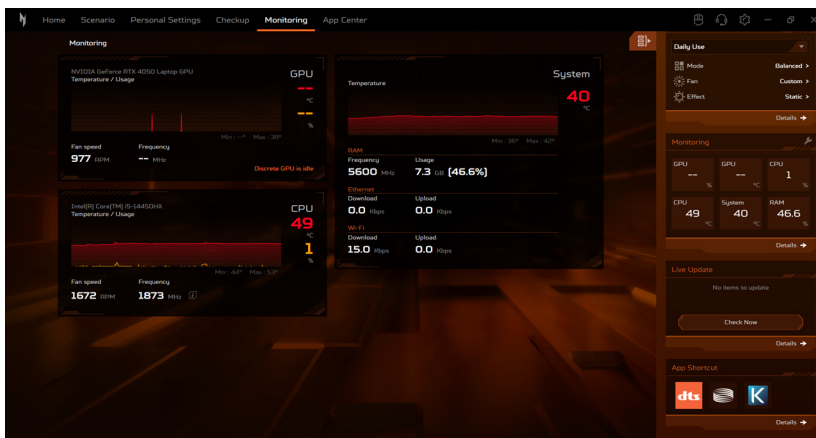 Home Scenario Personal Settings Checkup Monitoring App Center
Monitoring
NVIDIA GeForce RTX 4050 Laptop GPU
Temperature / Usage
GPU
--
°C
--
%
Min : --° Max : 38°
Fan speed Frequency
977 RPM -- MHz
Discrete GPU is idle
Intel(R) Core(TM) i5-14450HX
Temperature / Usage
CPU
49
°C
1
%
Min : 44° Max : 53°
Fan speed Frequency
1672 RPM 1873 MHz
System
Temperature
40
°C
Min : 36° Max : 42°
RAM
Frequency Usage
5600 MHz 7.3 GB (46.6%)
Ethernet
Download Upload
0.0 Kbps 0.0 Kbps
Wi-Fi
Download Upload
15.0 Kbps 0.0 Kbps
Daily Use
Mode Balanced >
Fan Custom >
Effect Static >
Details →
Monitoring
GPU GPU CPU
-- % -- °C 1 %
CPU System RAM
49 °C 40 °C 46.6 %
Details →
Live Update
No items to update
Check Now
Details →
App Shortcut
dts K
Details →